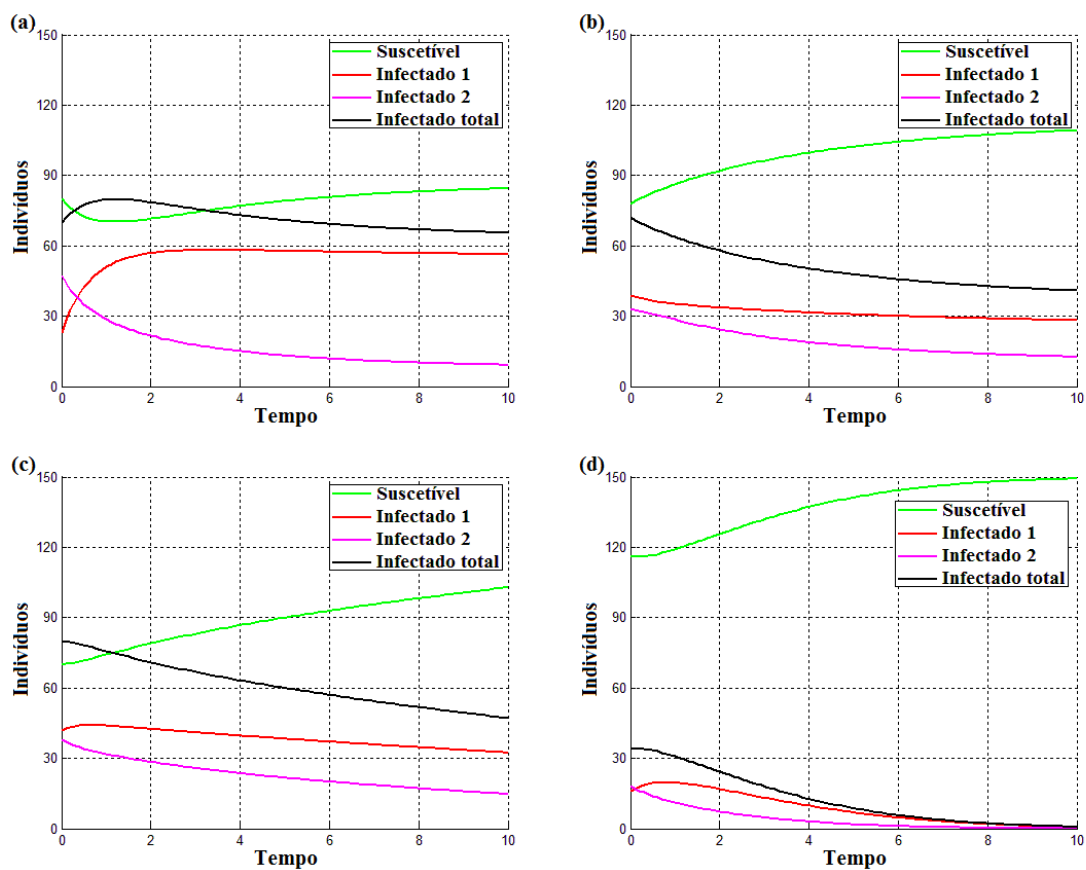 (a)
150
120
90
60
30
0
Indivíduos
Suscetível
Infectado 1
Infectado 2
Infectado total
0 2 4 6 8 10
Tempo
(b)
150
120
90
60
30
0
Indivíduos
Suscetível
Infectado 1
Infectado 2
Infectado total
0 2 4 6 8 10
Tempo
(c)
150
120
90
60
30
0
Indivíduos
Suscetível
Infectado 1
Infectado 2
Infectado total
0 2 4 6 8 10
Tempo
(d)
150
120
90
60
30
0
Indivíduos
Suscetível
Infectado 1
Infectado 2
Infectado total
0 2 4 6 8 10
Tempo